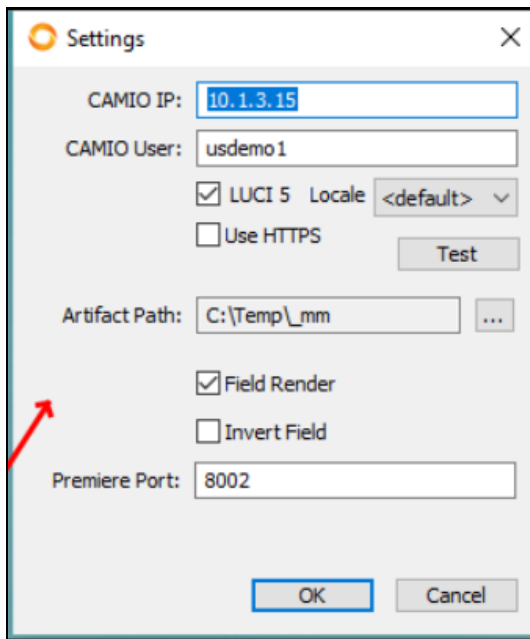 Settings
CAMIO IP: 10.1.3.15
CAMIO User: usdemo1
LUCI 5 Locale <default>
Use HTTPS
Test
Artifact Path: C:\Temp\_mm ...
Field Render
Invert Field
Premiere Port: 8002
OK Cancel